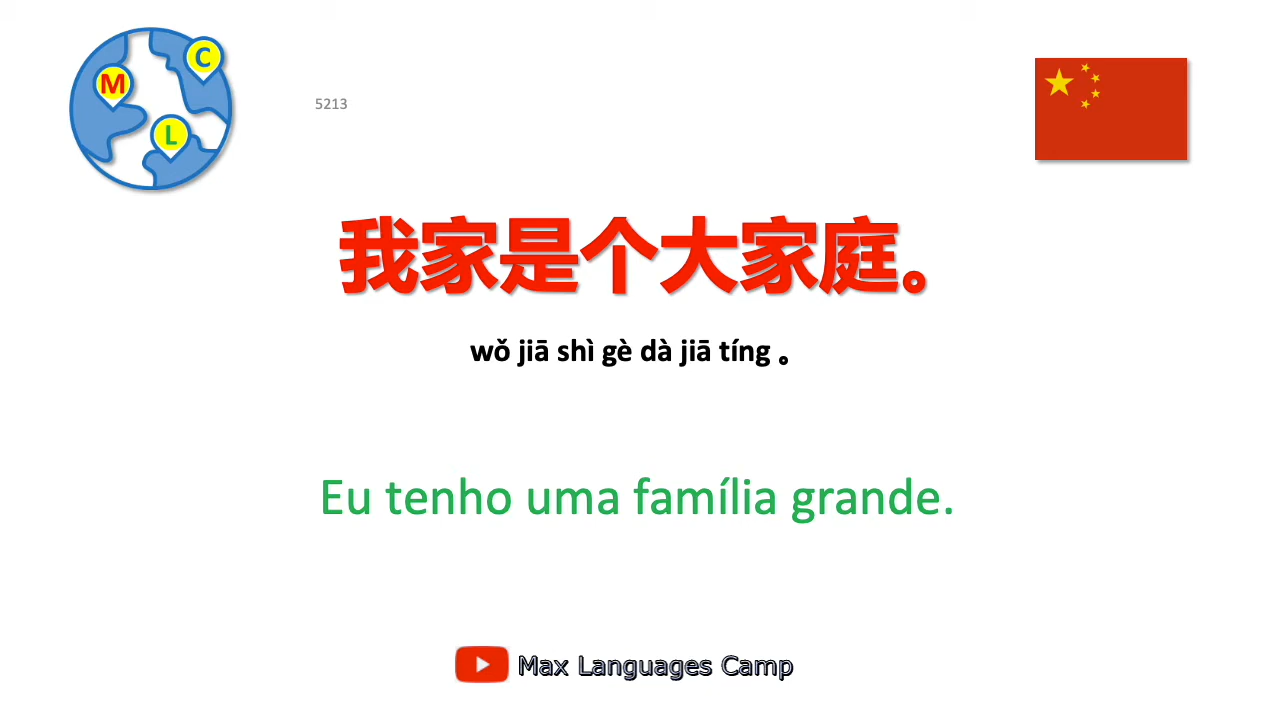 M
C
L
5213
我家是个大家庭。
wǒ jiā shì gè dà jiā tíng 。
Eu tenho uma família grande.
Max Languages Camp